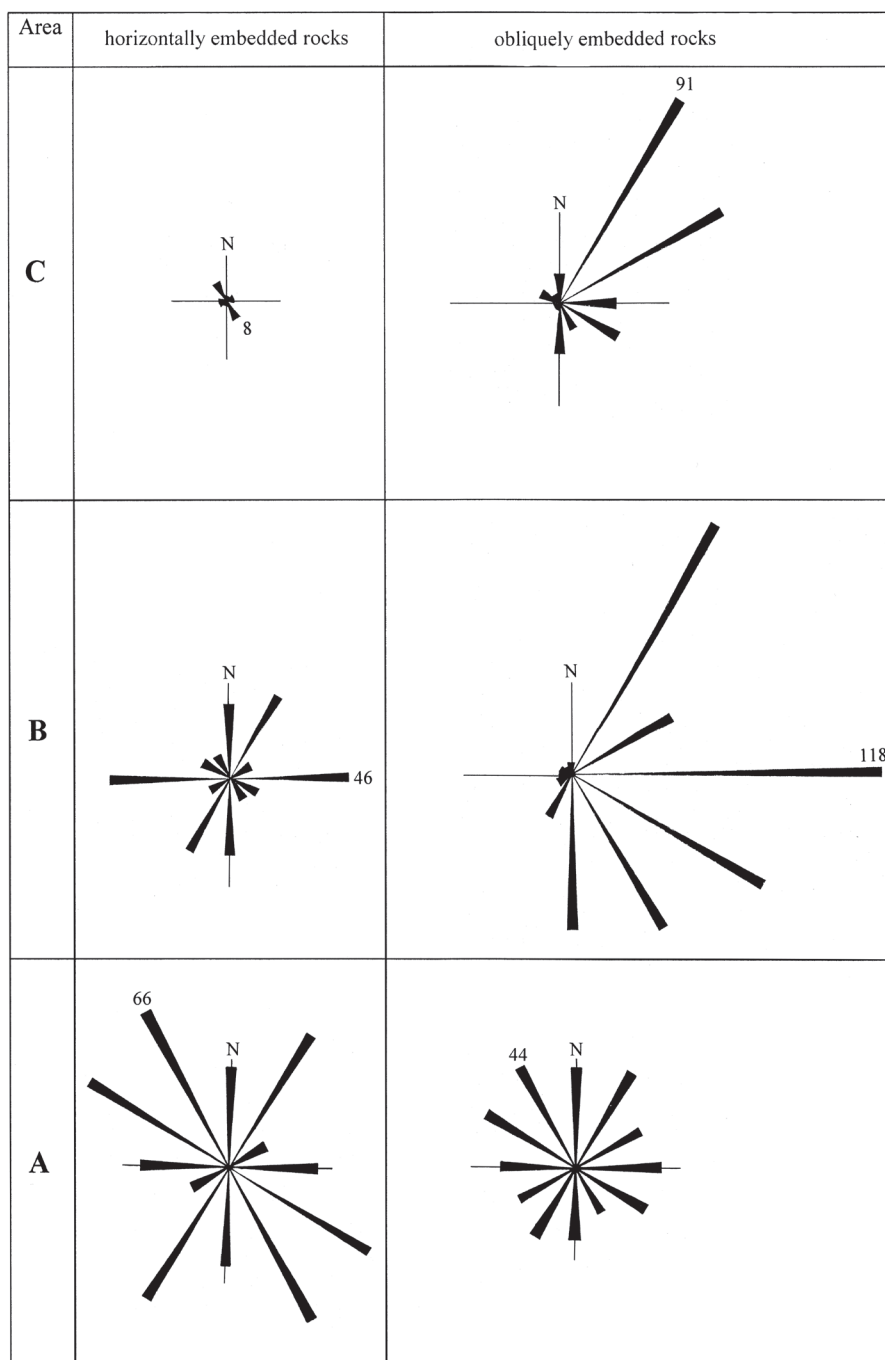 Area
horizontally embedded rocks
obliquely embedded rocks
C
N
8
91
N
B
N
46
N
118
A
66
N
44
N